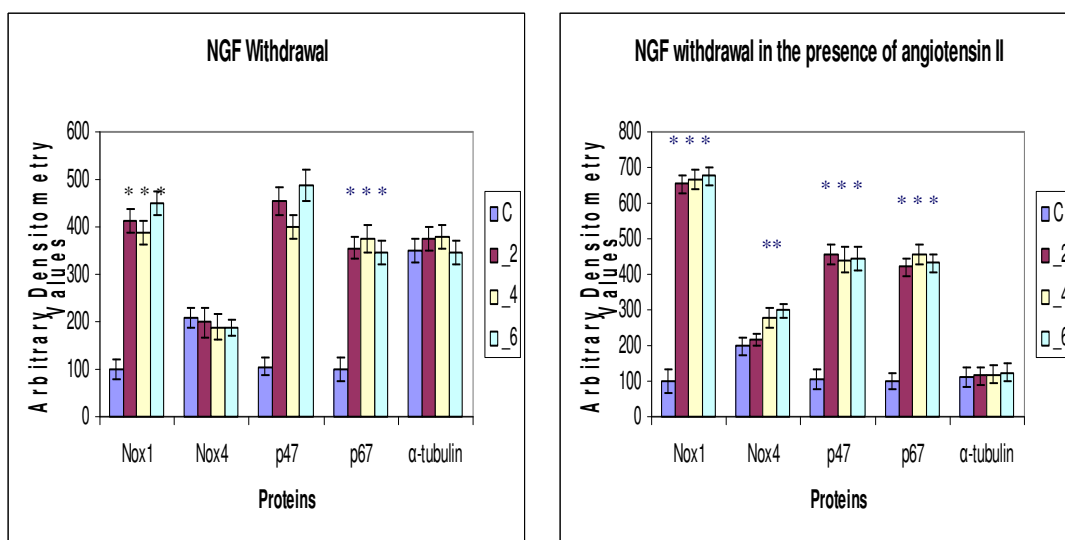 NGF Withdrawal
600
500
400
300
200
100
0
Arbitrary Densitometry
Values
* * *
* * *
Nox1 Nox4 p47 p67 α-tubulin
Proteins
C
_2
_4
_6
NGF withdrawal in the presence of angiotensin II
800
700
600
500
400
300
200
100
0
Arbitrary Densitometry
Values
* * *
**
* * *
* * *
Nox1 Nox4 p47 p67 α-tubulin
Proteins
C
_2
_4
_6